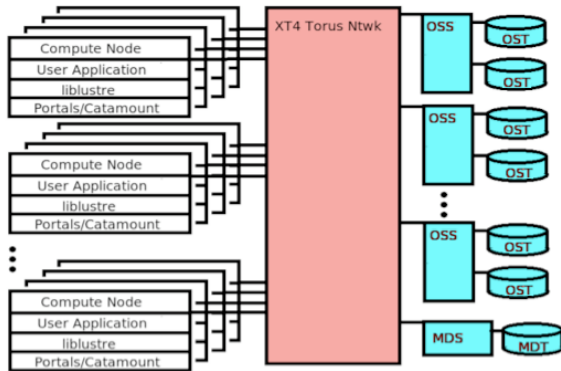 XT4 Torus Ntwk
Compute Node
User Application
liblustre
Portals/Catamount
Compute Node
User Application
liblustre
Portals/Catamount
Compute Node
User Application
liblustre
Portals/Catamount
OSS
OST
OST
OSS
OST
OST
OSS
OST
OST
MDS
MDT